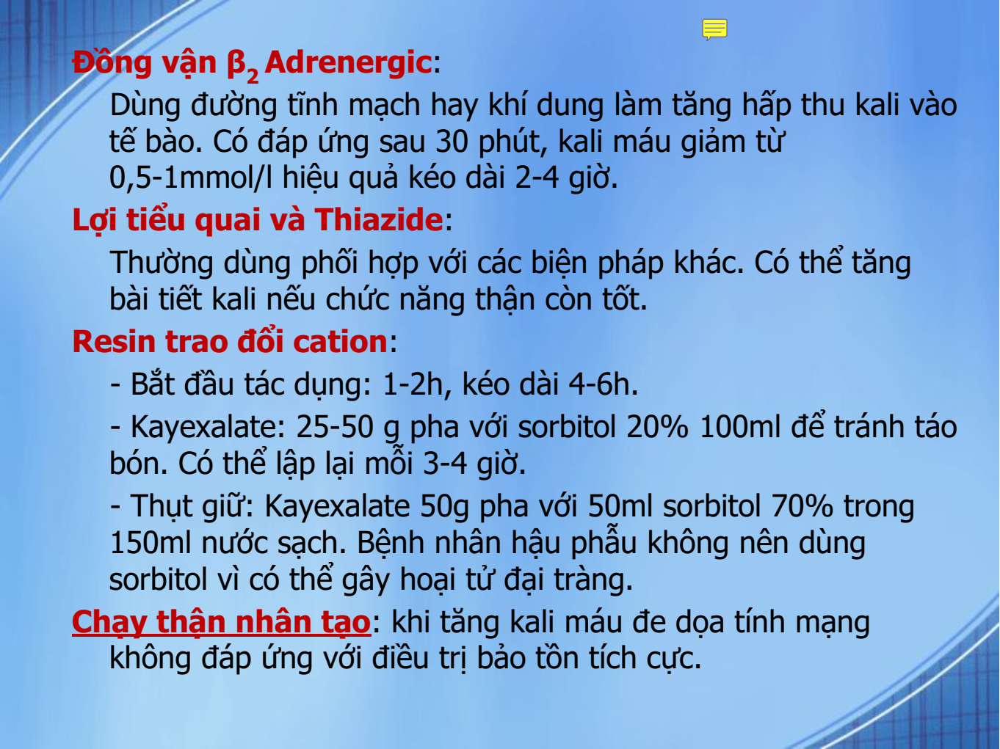 Đồng vận β2 Adrenergic:
Dùng đường tĩnh mạch hay khí dung làm tăng hấp thu kali vào
tế bào. Có đáp ứng sau 30 phút, kali máu giảm từ
0,5-1mmol/l hiệu quả kéo dài 2-4 giờ.
Lợi tiểu quai và Thiazide:
Thường dùng phối hợp với các biện pháp khác. Có thể tăng
bài tiết kali nếu chức năng thận còn tốt.
Resin trao đổi cation:
- Bắt đầu tác dụng: 1-2h, kéo dài 4-6h.
- Kayexalate: 25-50 g pha với sorbitol 20% 100ml để tránh táo
bón. Có thể lập lại mỗi 3-4 giờ.
- Thụt giữ: Kayexalate 50g pha với 50ml sorbitol 70% trong
150ml nước sạch. Bệnh nhân hậu phẫu không nên dùng
sorbitol vì có thể gây hoại tử đại tràng.
Chạy thận nhân tạo: khi tăng kali máu đe dọa tính mạng
không đáp ứng với điều trị bảo tồn tích cực.